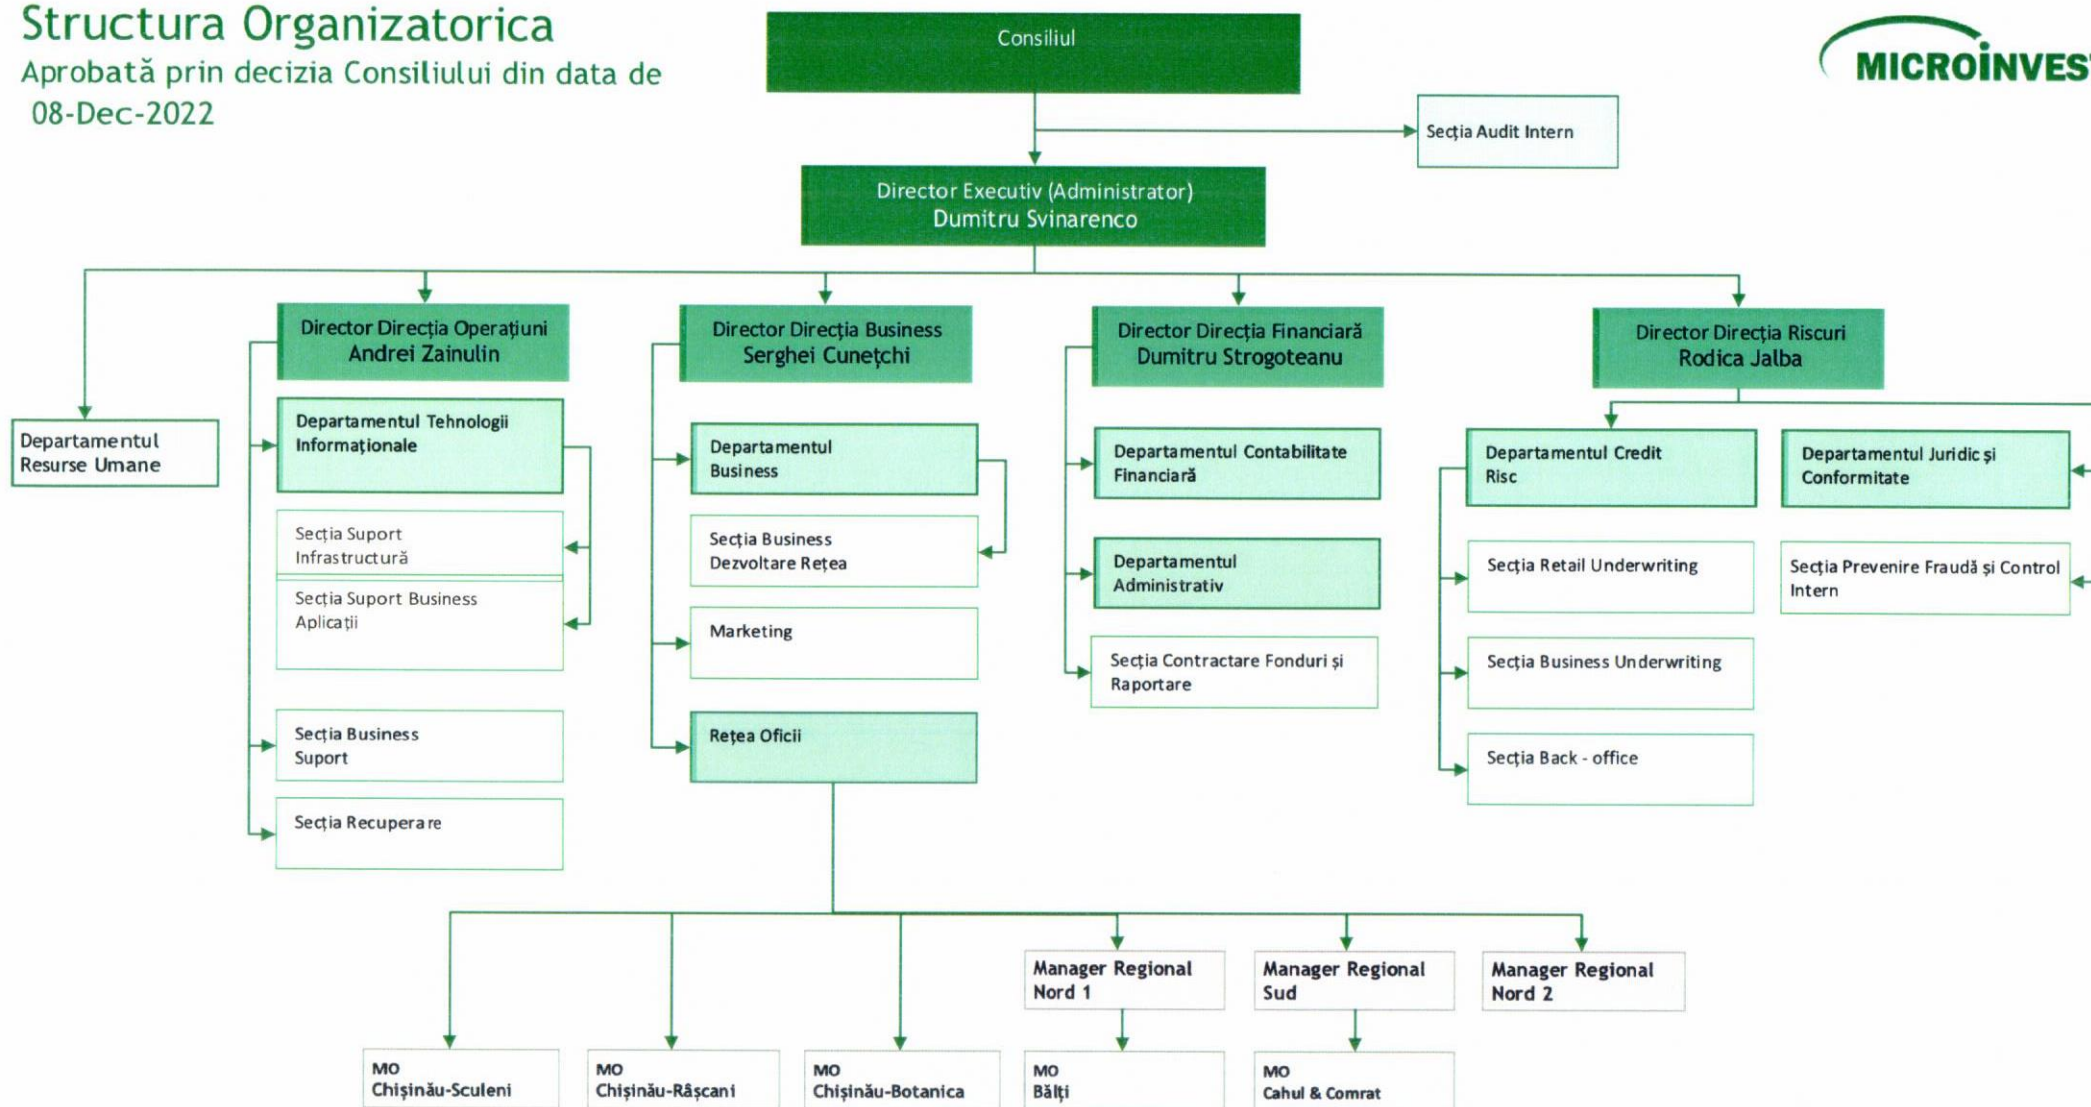 Structura Organizatorica
Aprobată prin decizia Consiliului din data de
08-Dec-2022
Consiliul
MICROINVEST
Secția Audit Intern
Director Executiv (Administrator)
Dumitru Svinarenco
Director Direcția Operațiuni
Andrei Zainulin
Director Direcția Business
Serghei Cunețchi
Director Direcția Financiară
Dumitru Strogoteanu
Director Direcția Riscuri
Rodica Jalba
Departamentul
Resurse Umane
Departamentul Tehnologii
Informaționale
Secția Suport
Infrastructură
Secția Suport Business
Aplicații
Secția Business
Suport
Secția Recuperare
Departamentul
Business
Secția Business
Dezvoltare Rețea
Marketing
Rețea Oficii
Departamentul Contabilitate
Financiară
Departamentul
Administrativ
Secția Contractare Fonduri și
Raportare
Departamentul Credit
Risc
Secția Retail Underwriting
Secția Business Underwriting
Secția Back - office
Departamentul Juridic și
Conformitate
Secția Prevenire Fraudă și Control
Intern
Manager Regional
Nord 1
Manager Regional
Sud
Manager Regional
Nord 2
MO
Chișinău-Sculeni
MO
Chișinău-Râșcani
MO
Chișinău-Botanica
MO
Bălți
MO
Cahul & Comrat